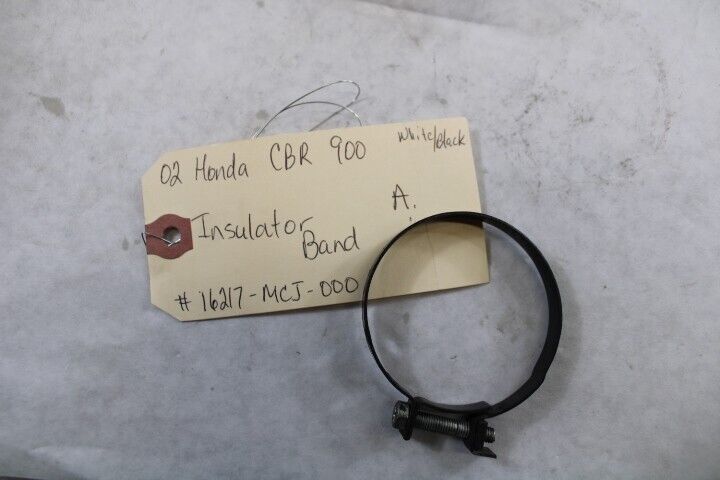 02 Honda CBR 900 White/Black
Insulator A.
Band
# 16217-MCJ-000